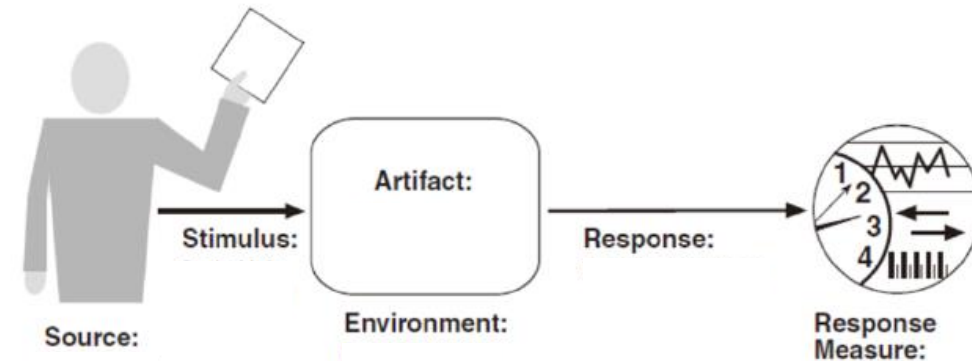 Artifact:
Stimulus:
Response:
Source:
Environment:
Response
Measure:
1
2
3
4